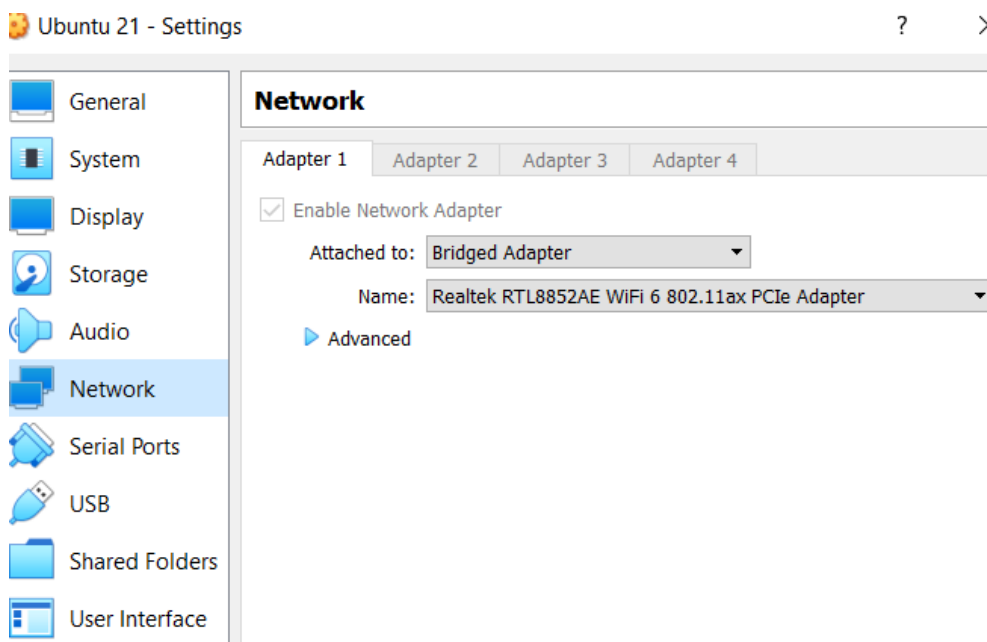 Ubuntu 21 - Settings ?
General
System
Display
Storage
Audio
Network
Serial Ports
USB
Shared Folders
User Interface
Network
Adapter 1 Adapter 2 Adapter 3 Adapter 4
Enable Network Adapter
Attached to: Bridged Adapter
Name: Realtek RTL8852AE WiFi 6 802.11ax PCIe Adapter
Advanced